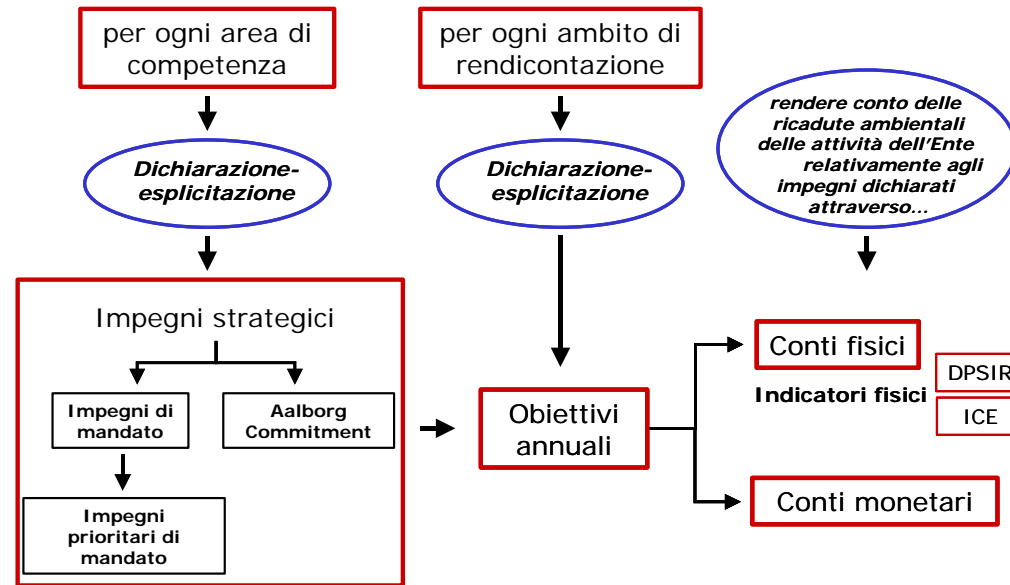 per ogni area di
competenza
per ogni ambito di
rendicontazione
rendere conto delle
ricadute ambientali
delle attività dell'Ente
relativamente agli
impegni dichiarati
attraverso...
Dichiarazione-
esplicitazione
Dichiarazione-
esplicitazione
Impegni strategici
Impegni di
mandato
Aalborg
Commitment
Impegni
prioritari di
mandato
Obiettivi
annuali
Conti fisici
Indicatori fisici
DPSIR
ICE
Conti monetari